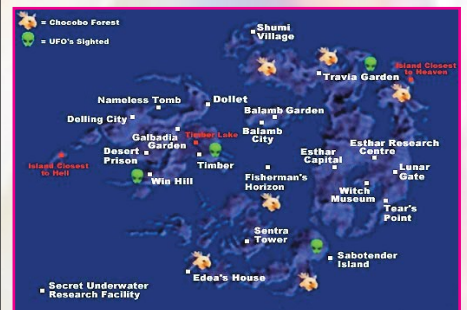 = Chocobo Forest
= UFO's Sighted
Shumi
Village
Travia Garden
Island Closest
to Heaven
Nameless Tomb
Dollet
Dolling City
Balamb Garden
Galbadia
Garden
Timber Lake
Balamb
City
Desert
Prison
Timber
Esthar
Capital
Esthar Research
Centre
Lunar
Gate
Island Closest
to Hell
Win Hill
Fisherman's
Horizon
Witch
Museum
Tear's
Point
Sentra
Tower
Sabotender
Island
Edea's House
Secret Underwater
Research Facility